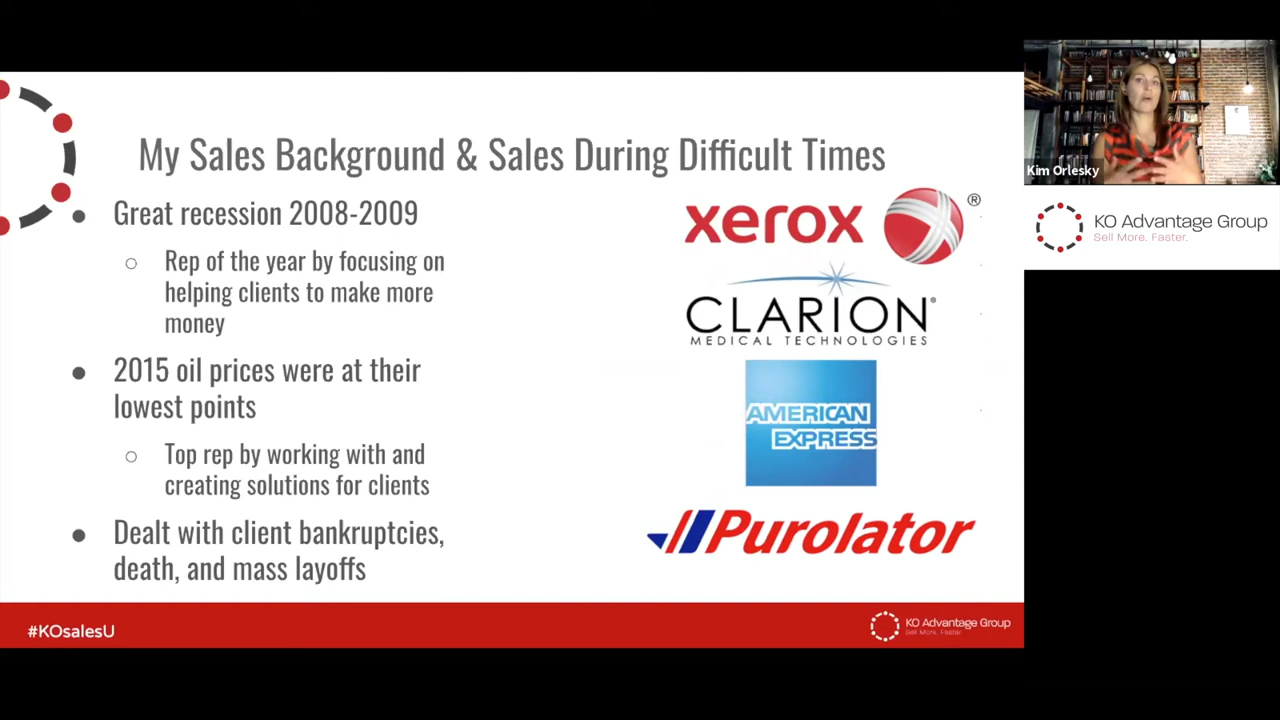 My Sales Background & Sales During Difficult Times
● Great recession 2008-2009
○ Rep of the year by focusing on
helping clients to make more
money
● 2015 oil prices were at their
lowest points
○ Top rep by working with and
creating solutions for clients
● Dealt with client bankruptcies,
death, and mass layoffs
xerox ®
CLARION®
MEDICAL TECHNOLOGIES
AMERICAN
EXPRESS
Purolator
#KOsalesU
KO Advantage Group
Sell More. Faster.
Kim Orlesky
KO Advantage Group
Sell More. Faster.